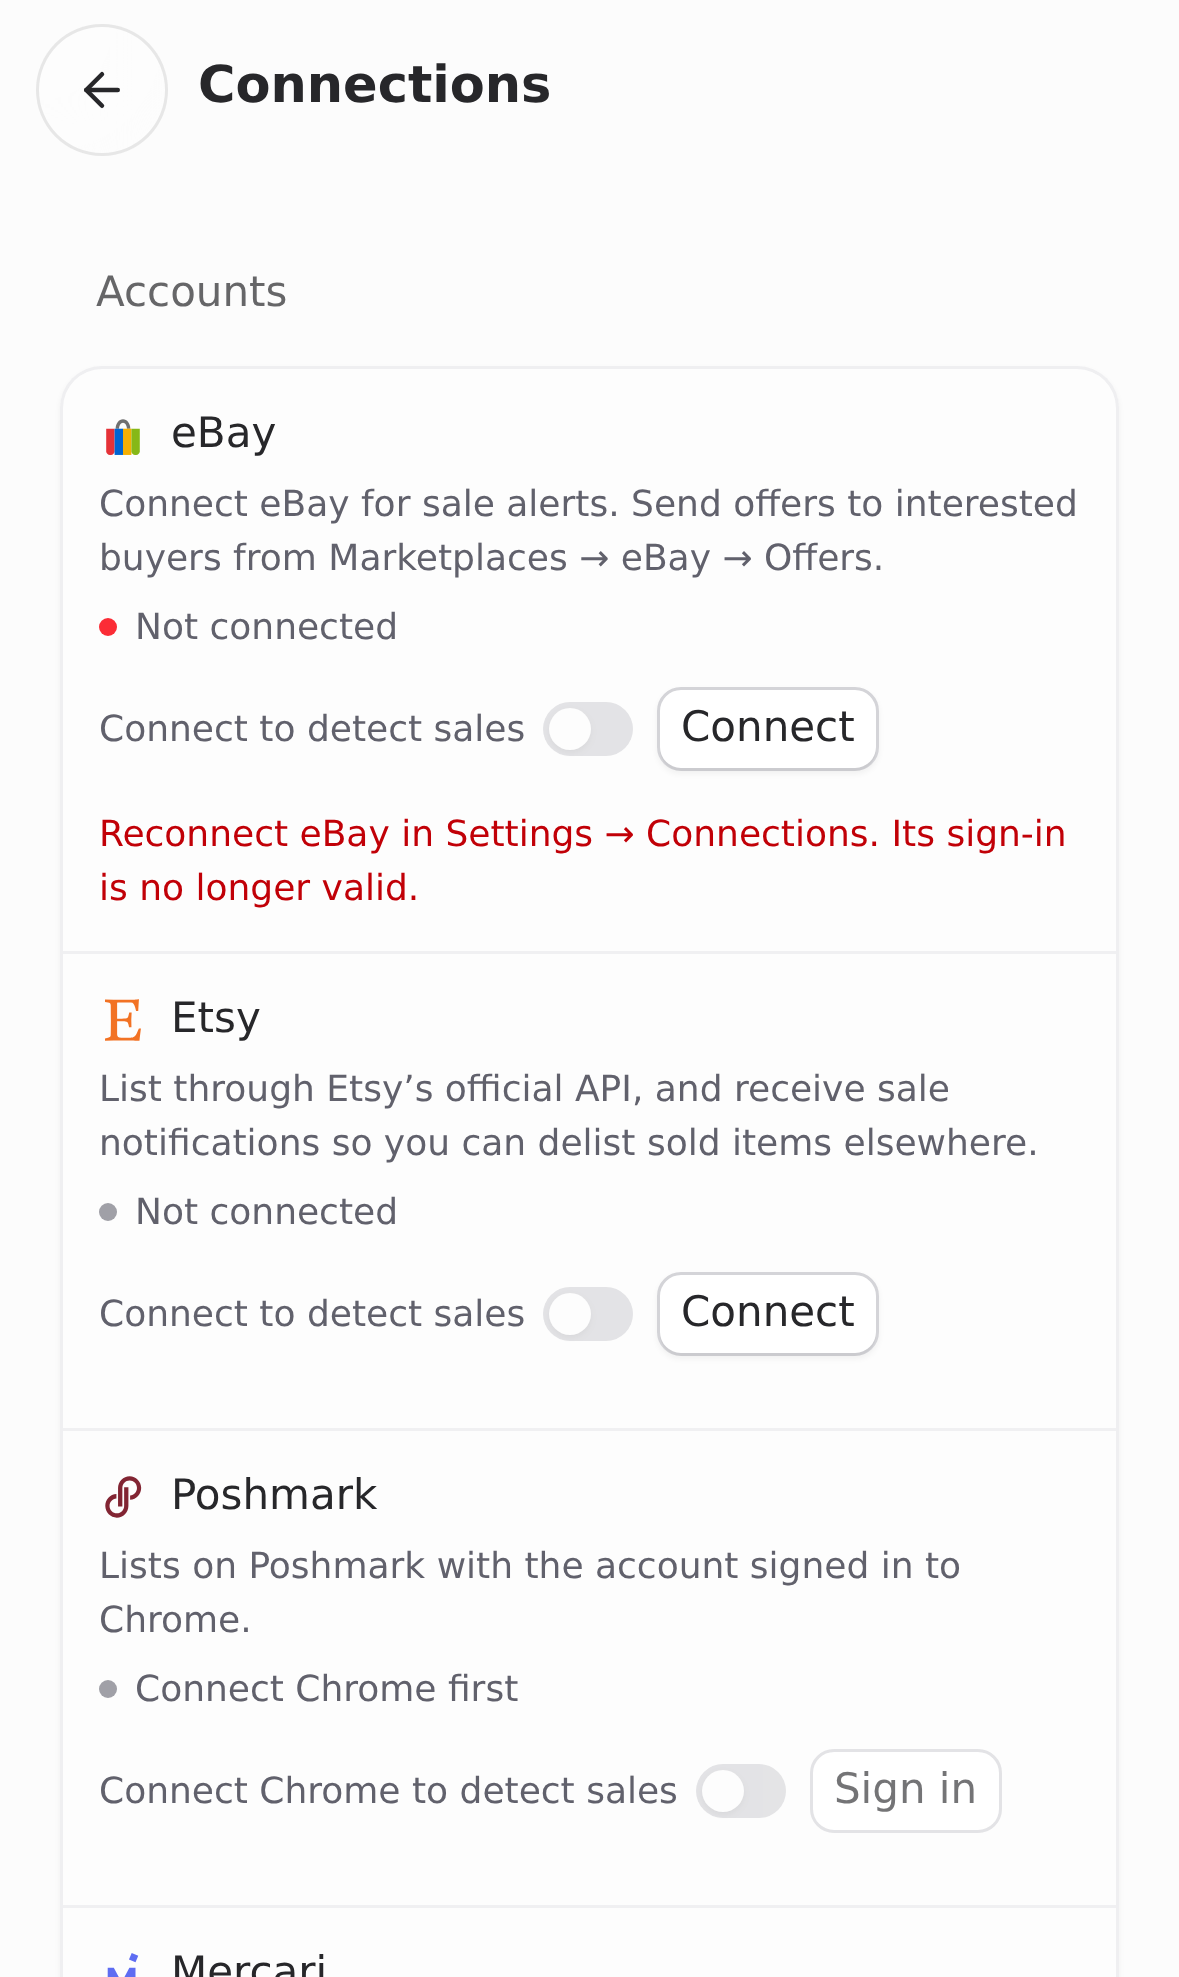 Connections
Accounts
eBay
Connect eBay for sale alerts. Send offers to interested
buyers from Marketplaces → eBay → Offers.
Not connected
Connect to detect sales
Connect
Reconnect eBay in Settings → Connections. Its sign-in
is no longer valid.
E
Etsy
List through Etsy’s official API, and receive sale
notifications so you can delist sold items elsewhere.
Not connected
Connect to detect sales
Connect
Poshmark
Lists on Poshmark with the account signed in to
Chrome.
Connect Chrome first
Connect Chrome to detect sales
Sign in
Mercari